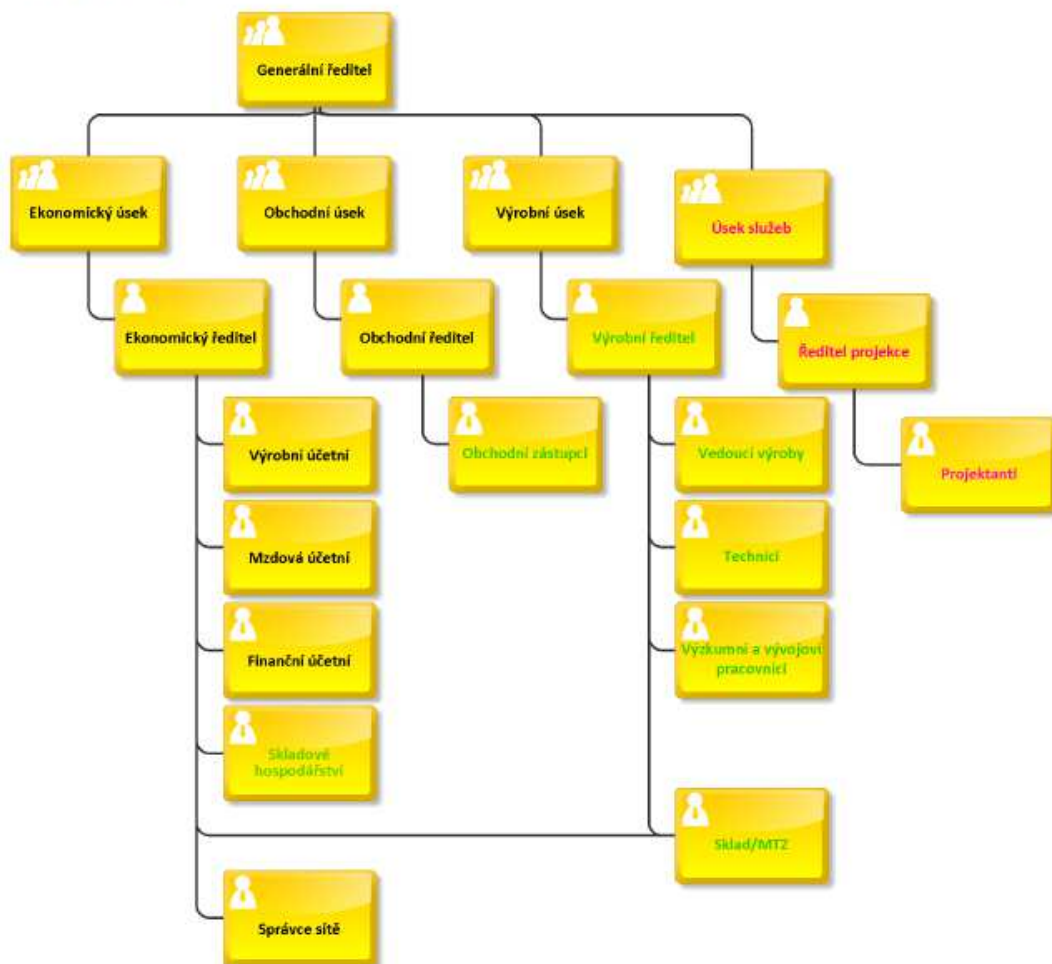 Generální ředitel
Ekonomický úsek
Obchodní úsek
Výrobní úsek
Úsek služeb
Ekonomický ředitel
Obchodní ředitel
Výrobní ředitel
Ředitel projekce
Výrobní účetní
Obchodní zástupci
Vedoucí výroby
Projektanti
Mzdová účetní
Technici
Finanční účetní
Výzkumní a vývojoví
pracovníci
Skladové
hospodářství
Sklad/MTZ
Správce sítě